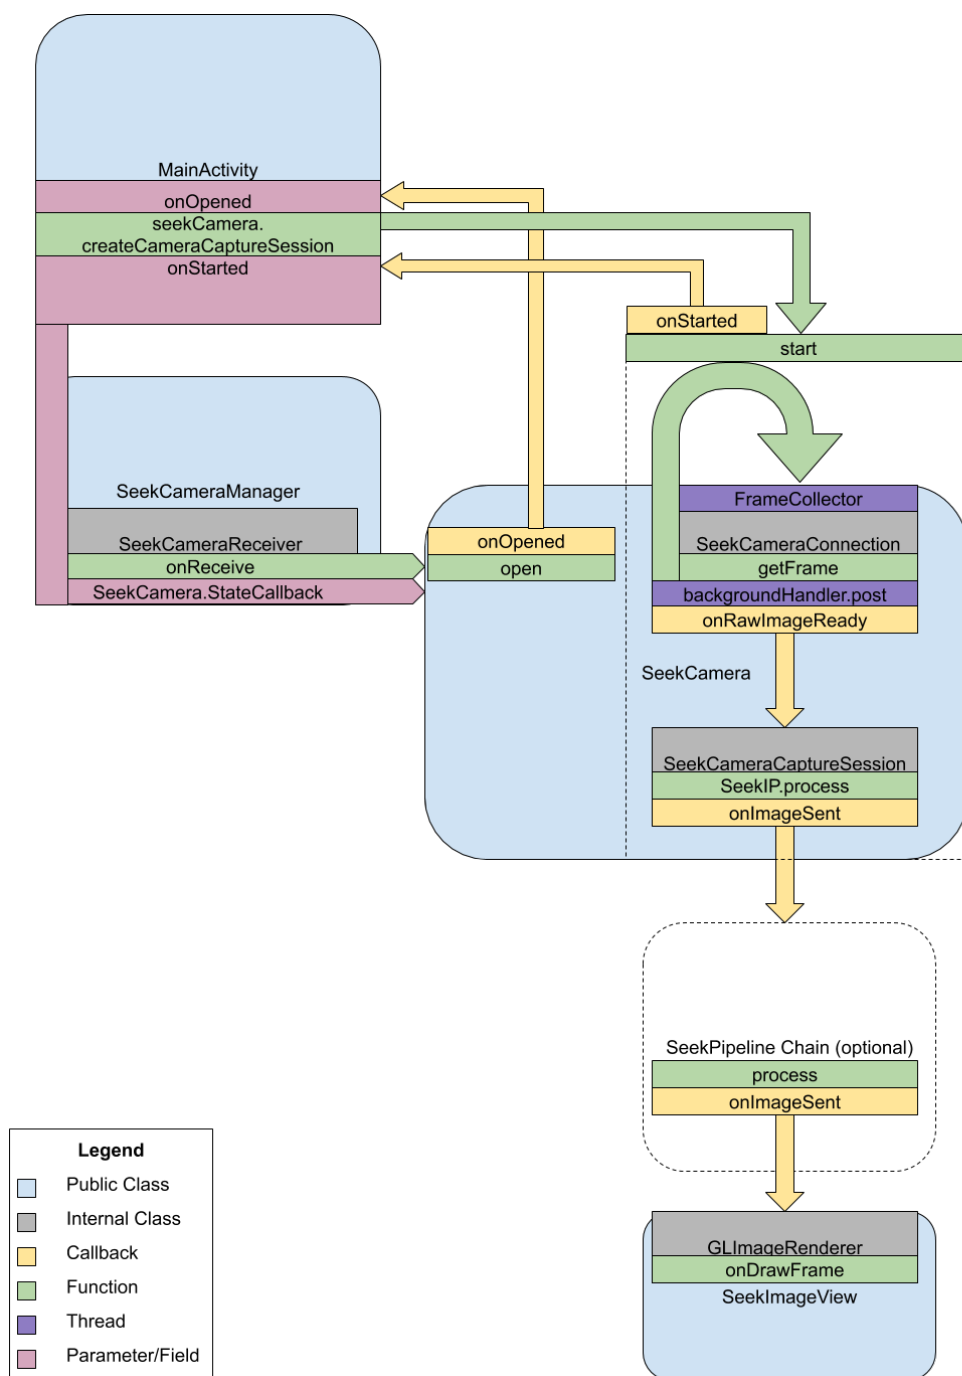 MainActivity
onOpened
seekCamera.
createCameraCaptureSession
onStarted
onStarted
start
SeekCameraManager
SeekCameraReceiver
onReceive
SeekCamera.StateCallback
onOpened
open
FrameCollector
SeekCameraConnection
getFrame
backgroundHandler.post
onRawImageReady
SeekCamera
SeekCameraCaptureSession
SeekIP.process
onImageSent
SeekPipeline Chain (optional)
process
onImageSent
GLImageRenderer
onDrawFrame
SeekImageView
Legend
Public Class
Internal Class
Callback
Function
Thread
Parameter/Field